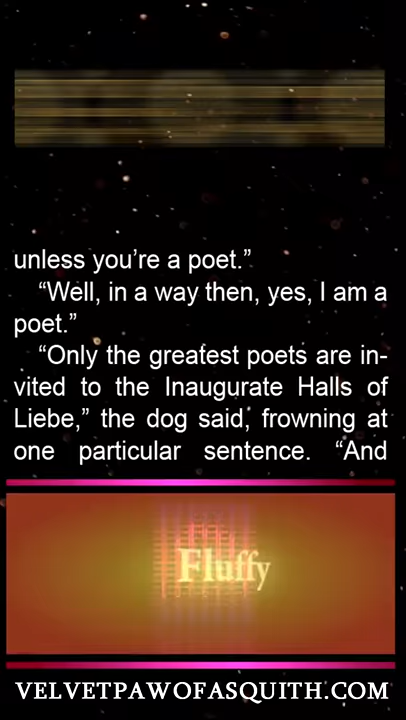 unless you’re a poet.”
“Well, in a way then, yes, I am a
poet.”
“Only the greatest poets are in-
vited to the Inaugurate Halls of
Liebe,” the dog said, frowning at
one particular sentence. “And
Fluffy
VELVETPAWOFASQUITH.COM